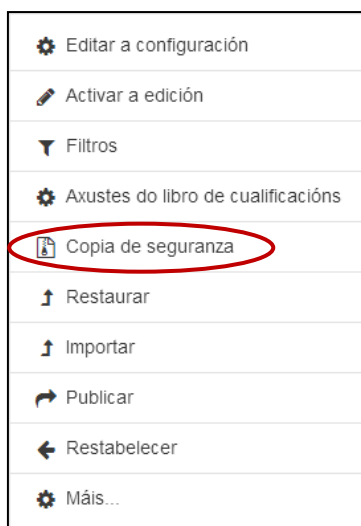 Editar a configuración
Activar a edición
Filtros
Axustes do libro de cualificacións
Copia de seguranza
Restaurar
Importar
Publicar
Restabelecer
Máis...